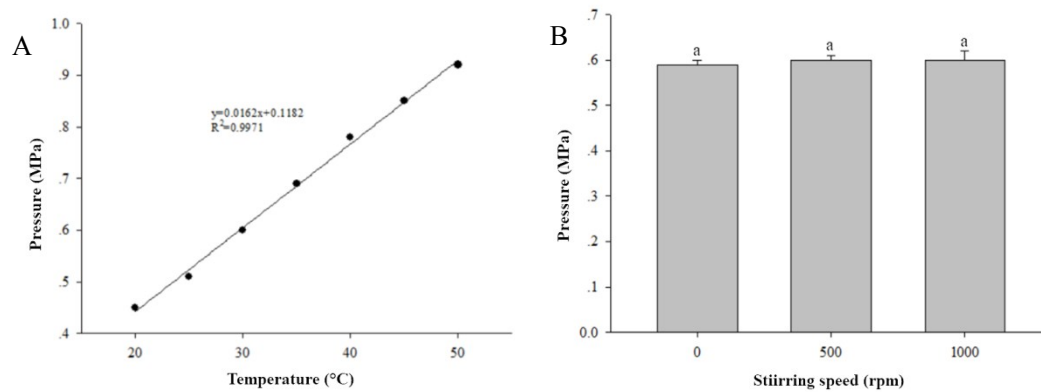 A
Pressure (MPa)
1.0
.9
.8
.7
.6
.5
.4
y=0.0162x+0.1182
R²=0.9971
20
30
40
50
Temperature (°C)
B
Pressure (MPa)
.7
.6
.5
.4
.3
.2
.1
0.0
a
a
a
0
500
1000
Stiirring speed (rpm)